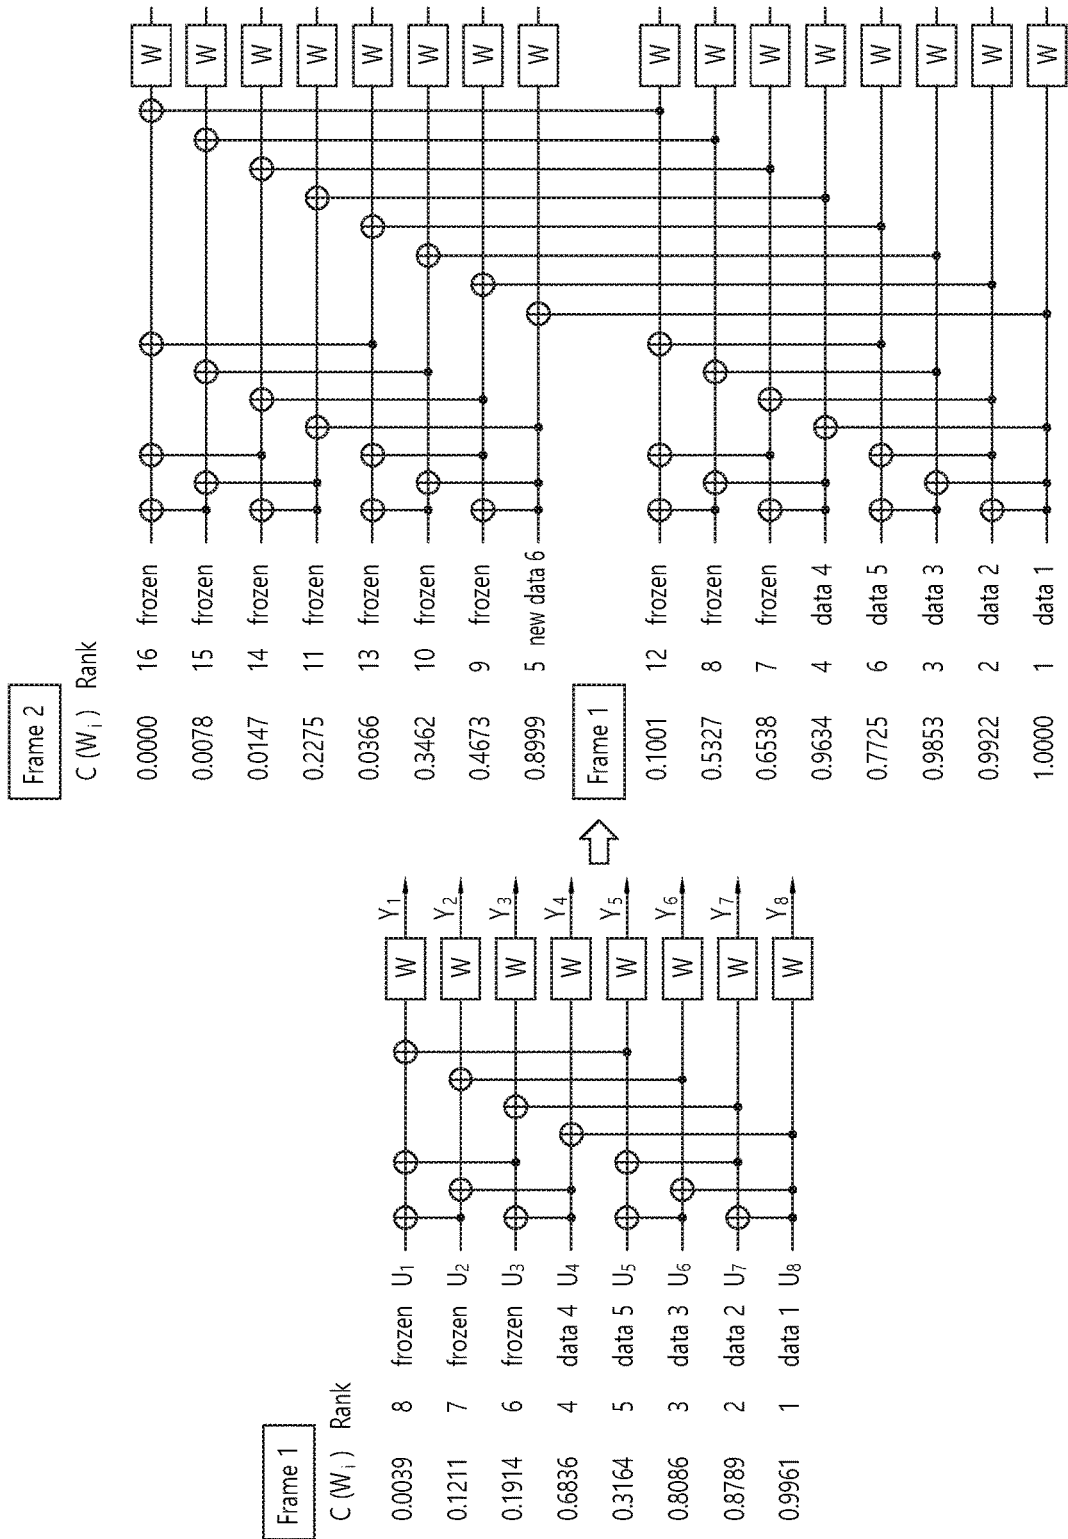 Frame 1
C (Wi) Rank
0.0039 8 frozen U1 W Y1
0.1211 7 frozen U2 W Y2
0.1914 6 frozen U3 W Y3
0.6836 4 data 4 U4 W Y4
0.3164 5 data 5 U5 W Y5
0.8086 3 data 3 U6 W Y6
0.8789 2 data 2 U7 W Y7
0.9961 1 data 1 U8 W Y8
Frame 2
C (Wi) Rank
0.0000 16 frozen W
0.0078 15 frozen W
0.0147 14 frozen W
0.2275 11 frozen W
0.0366 13 frozen W
0.3462 10 frozen W
0.4673 9 frozen W
0.8999 5 new data 6 W
Frame 1
0.1001 12 frozen W
0.5327 8 frozen W
0.6538 7 frozen W
0.9634 4 data 4 W
0.7725 6 data 5 W
0.9853 3 data 3 W
0.9922 2 data 2 W
1.0000 1 data 1 W